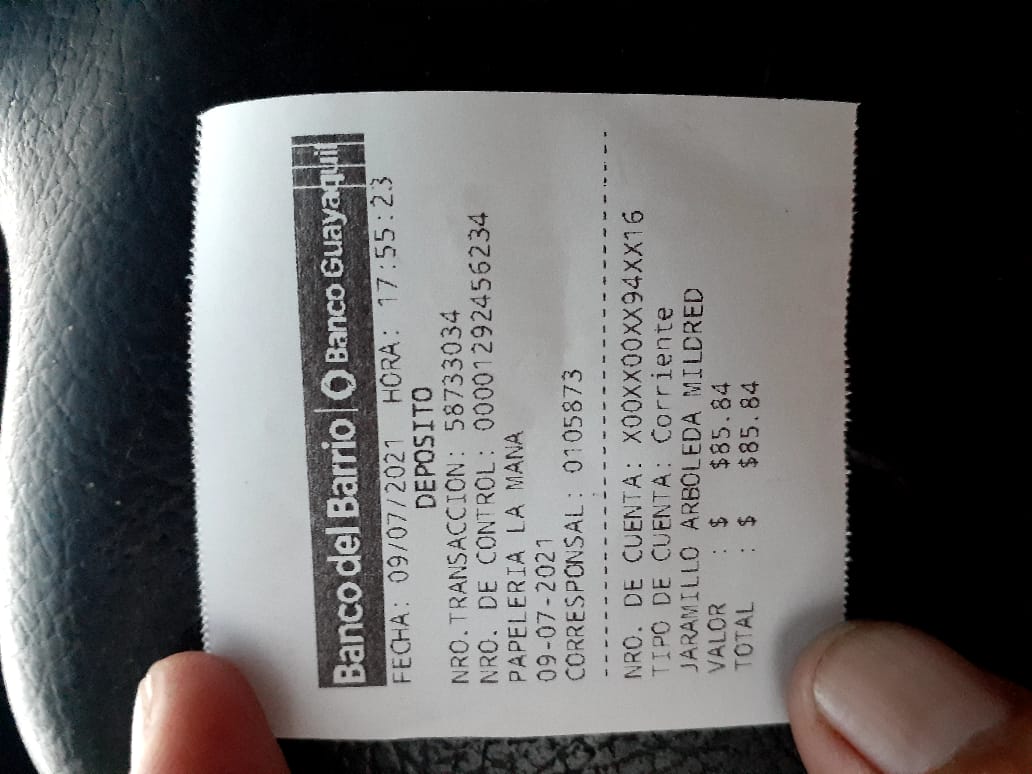 Banco del Barrio | Banco Guayaquil
FECHA: 09/07/2021 HORA: 17:55:23
DEPOSITO
NRO.TRANSACCION: 58733034
NRO. DE CONTROL: 000012924562​34
PAPELERIA LA MANA
09-07-2021
CORRESPONSAL: 0105873
--------------------------------------
NRO. DE CUENTA: X00XX00XX94XX16
TIPO DE CUENTA: Corriente
JARAMILLO ARBOLEDA MILDRED
VALOR : $ $85.84
TOTAL : $ $85.84